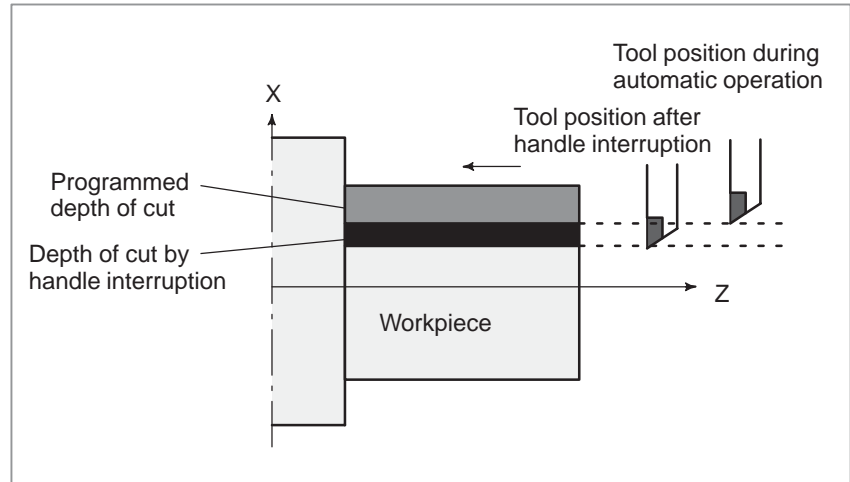 Tool position during
automatic operation
X
Tool position after
handle interruption
Programmed
depth of cut
Depth of cut by
handle interruption
Z
Workpiece